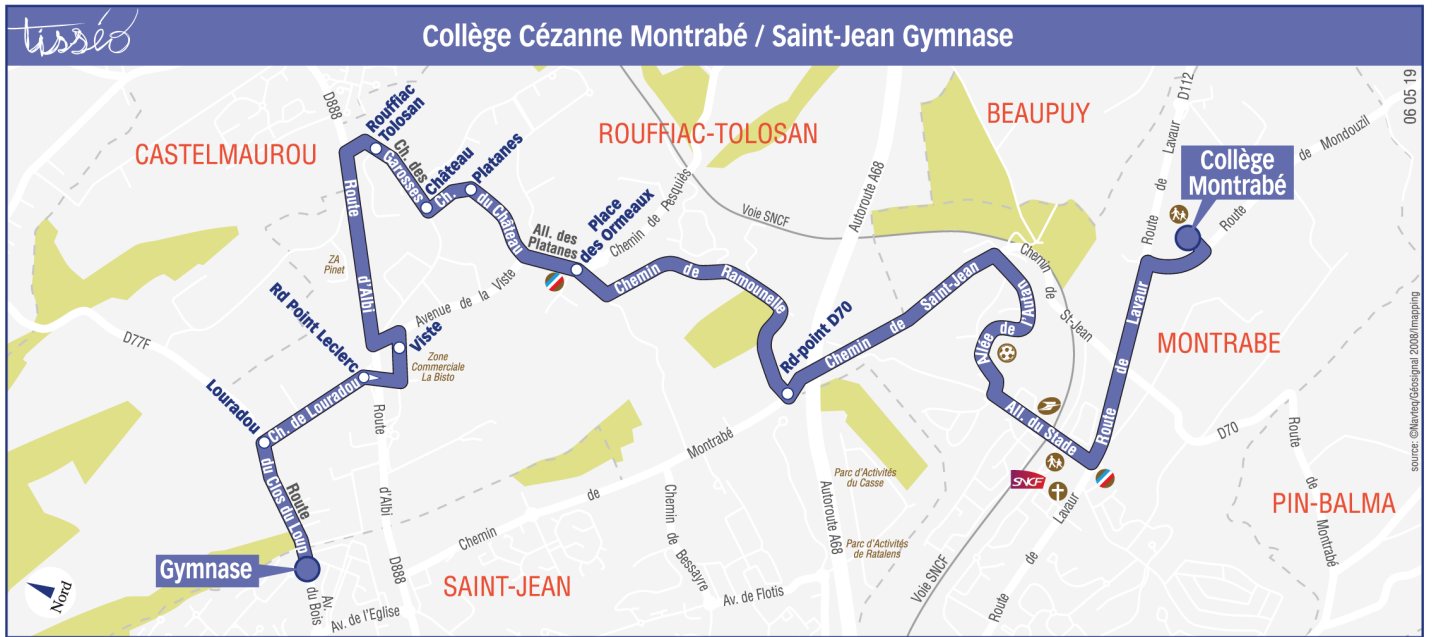 tisséo
Collège Cézanne Montrabé / Saint-Jean Gymnase
06 05 19
D888
Rouffiac
Tolosan
CASTELMAUROU
Ch. des
Garosses
Château
Ch.
Platanes
du Château
ROUFFIAC-TOLOSAN
BEAUPUY
D112
Route de Lavaur
Route de Mondouzil
Collège
Montrabé
Route d'Albi
ZA
Pinet
All. des
Platanes
Place
des Ormeaux
Chemin de Pesquiès
Voie SNCF
Autoroute A68
Chemin de St-Jean
Chemin de Ramounelle
Avenue de la Viste
Rd Point Leclerc
Viste
Zone
Commerciale
La Bisto
D77F
Rd-point D70
Chemin de Saint-Jean
Allée de l'Autan
Route de Lavaur
MONTRABE
Louradou
Ch. de Louradou
All. du Stade
D70
Route de Montrabé
Route d'Albi
D888
Route
du Clos du Loup
Chemin de Montrabé
Chemin de Bessayre
Parc d'Activités
du Casse
Autoroute A68
Parc d'Activités
de Ratalens
SNCF
Voie SNCF
Route de Lavaur
PIN-BALMA
Gymnase
Nord
Av.
du Bois
Av. de l'Eglise
SAINT-JEAN
Av. de Flotis
source: ©Navteq/Géosignal 2008/Imapping